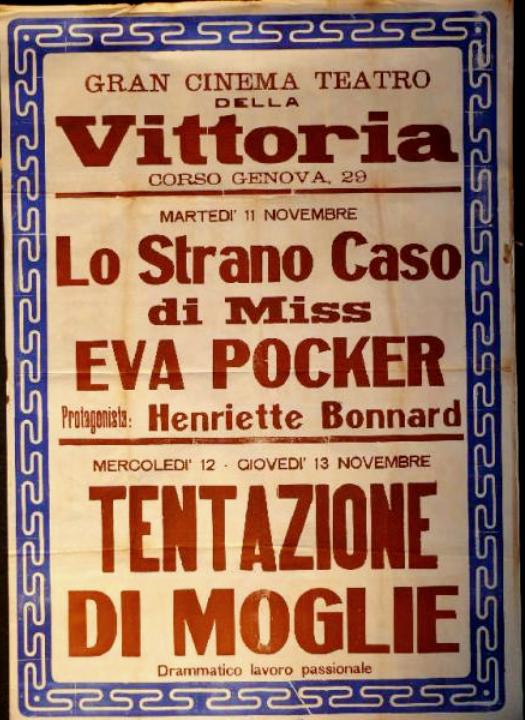 GRAN CINEMA TEATRO
DELLA
Vittoria
CORSO GENOVA, 29
MARTEDI' 11 NOVEMBRE
Lo Strano Caso
di Miss
EVA POCKER
Protagonista: Henriette Bonnard
MERCOLEDI' 12 - GIOVEDI' 13 NOVEMBRE
TENTAZIONE
DI MOGLIE
Drammatico lavoro passionale